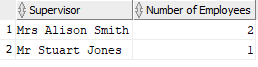 Supervisor Number of Employees
1 Mrs Alison Smith 2
2 Mr Stuart Jones 1